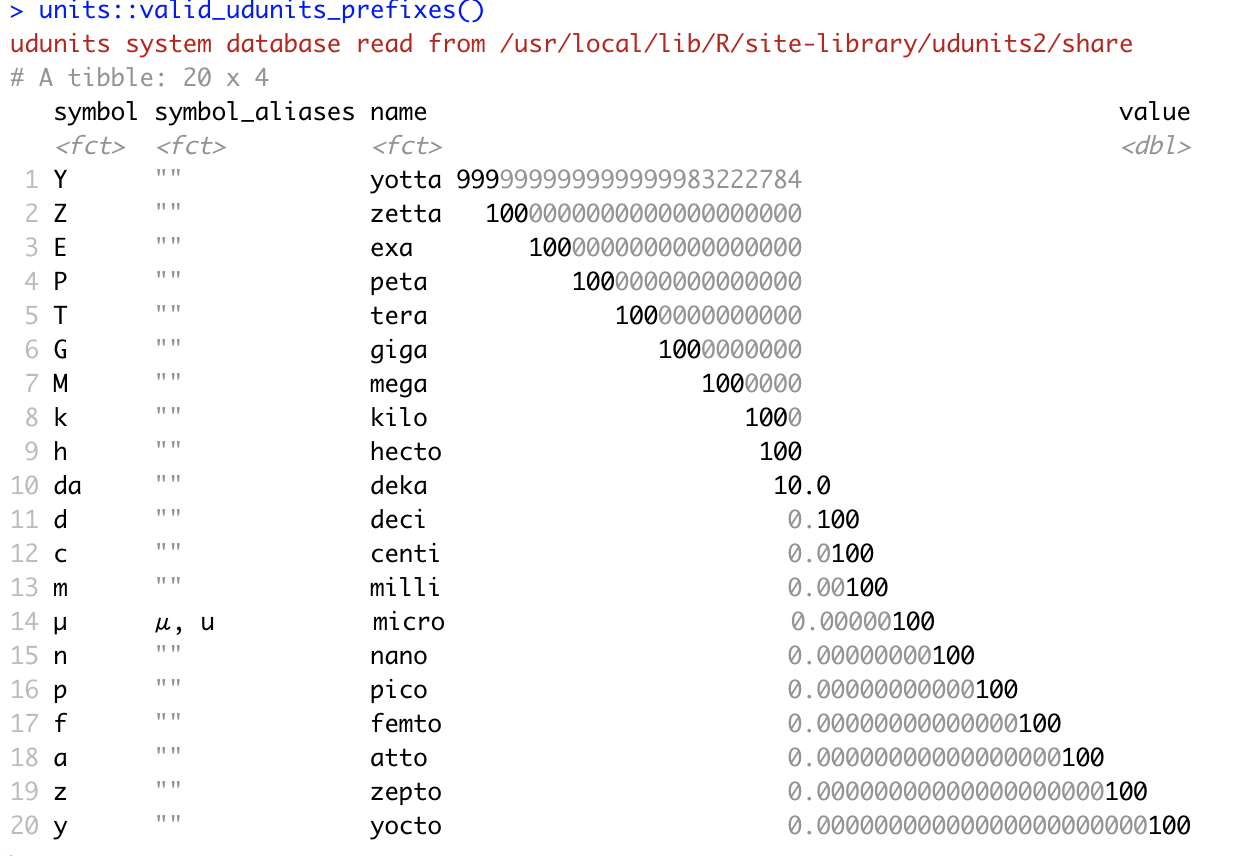 > units::valid_udunits_prefixes()
udunits system database read from /usr/local/lib/R/site-library/udunits2/share
# A tibble: 20 x 4
symbol symbol_aliases name value
<fct> <fct> <fct> <dbl>
1 Y "" yotta 999999999999999983222784
2 Z "" zetta 1000000000000000000000
3 E "" exa 1000000000000000000
4 P "" peta 1000000000000000
5 T "" tera 1000000000000
6 G "" giga 1000000000
7 M "" mega 1000000
8 k "" kilo 1000
9 h "" hecto 100
10 da "" deka 10.0
11 d "" deci 0.100
12 c "" centi 0.0100
13 m "" milli 0.00100
14 µ μ, u micro 0.00000100
15 n "" nano 0.00000000100
16 p "" pico 0.00000000000100
17 f "" femto 0.00000000000000100
18 a "" atto 0.00000000000000000100
19 z "" zepto 0.00000000000000000000100
20 y "" yocto 0.00000000000000000000000100